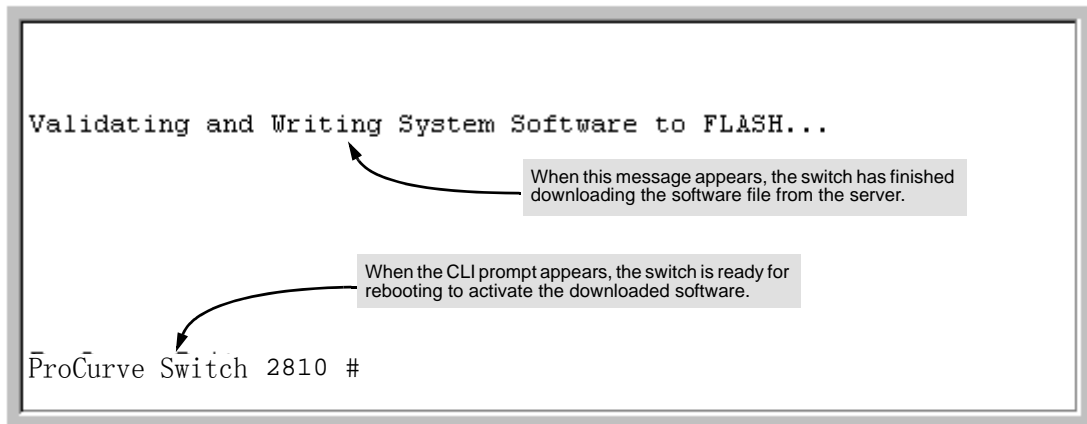 Validating and Writing System Software to FLASH...
When this message appears, the switch has finished
downloading the software file from the server.
When the CLI prompt appears, the switch is ready for
rebooting to activate the downloaded software.
ProCurve Switch 2810 #